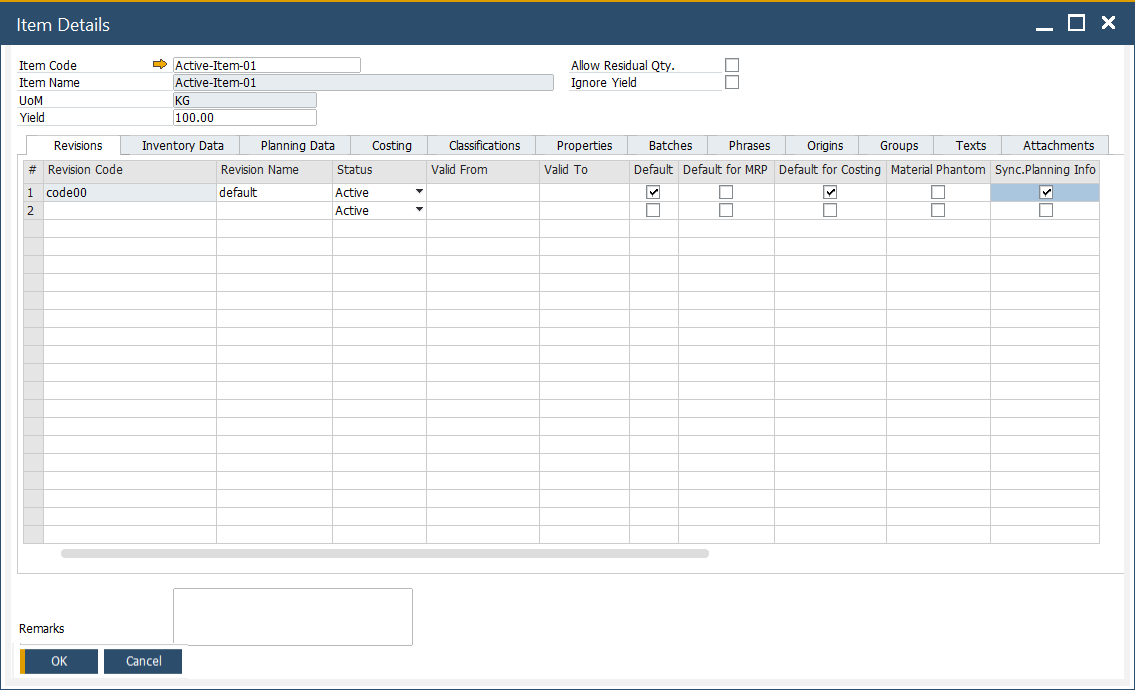 Item Details
Item Code Active-Item-01 Allow Residual Qty.
Item Name Active-Item-01 Ignore Yield
UoM KG
Yield 100.00
Revisions Inventory Data Planning Data Costing Classifications Properties Batches Phrases Origins Groups Texts Attachments
# Revision Code Revision Name Status Valid From Valid To Default Default for MRP Default for Costing Material Phantom Sync.Planning Info
1 code00 default Active
2 Active
Remarks
OK Cancel